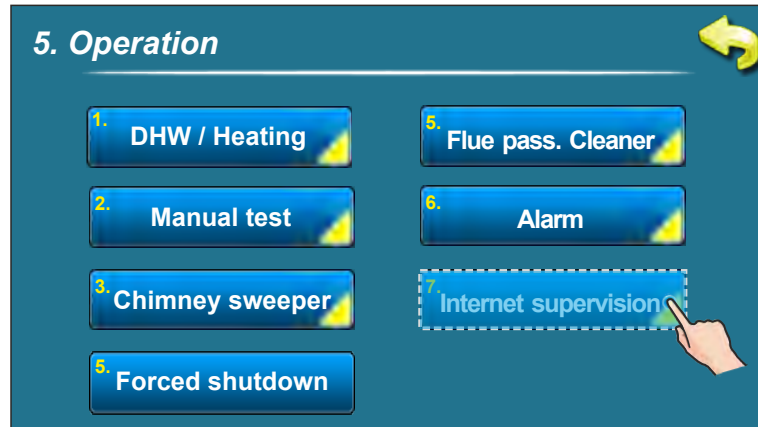 5. Operation
1. DHW / Heating
2. Manual test
3. Chimney sweeper
5. Forced shutdown
5. Flue pass. Cleaner
6. Alarm
7. Internet supervision